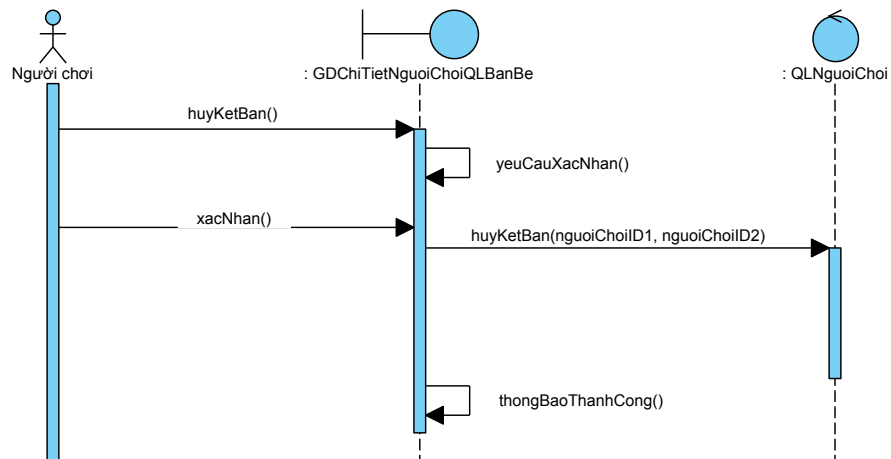 Người chơi
: GDChiTietNguoiChoiQLBanBe
: QLNguoiChoi
huyKetBan()
yeuCauXacNhan()
xacNhan()
huyKetBan(nguoiChoiID1, nguoiChoiID2)
thongBaoThanhCong()